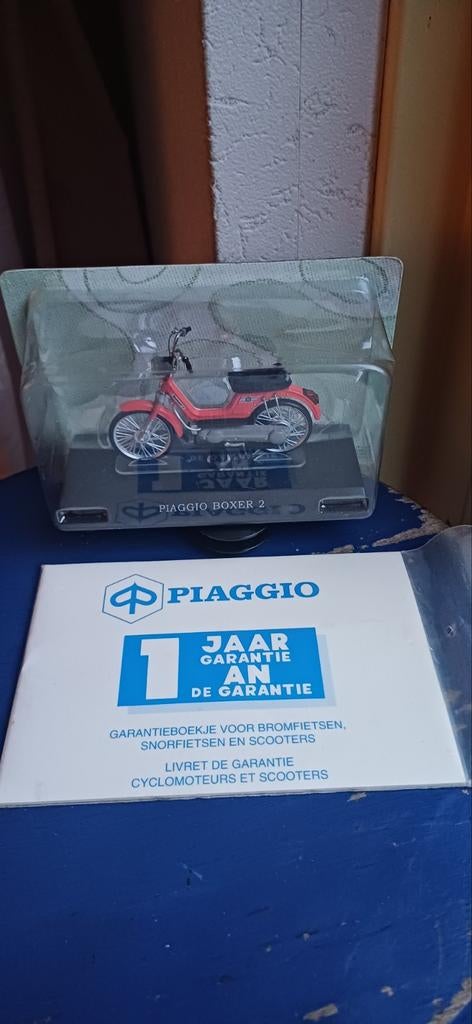 PIAGGIO BOXER 2
PIAGGIO
1 JAAR
GARANTIE
AN
DE GARANTIE
GARANTIEBOEKJE VOOR BROMFIETSEN,
SNORFIETSEN EN SCOOTERS
LIVRET DE GARANTIE
CYCLOMOTEURS ET SCOOTERS